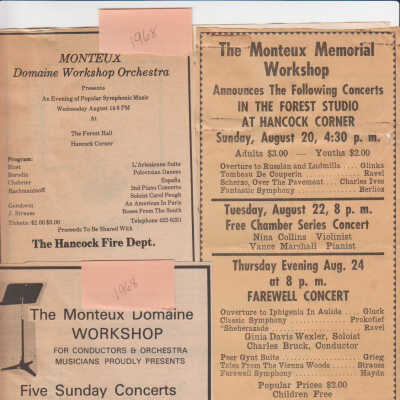 1968
MONTEUX
Domaine Workshop Orchestra
Presents
An Evening of Popular Symphonic Music
Wednesday August 14 8 PM
At
The Forest Hall
Hancock Corner
Program:
Bizet L'Arlesienne Suite
Borodin Polovtsian Dances
Chabrier España
Rachmaninoff 2nd Piano Concerto
Soloist Carol Pough
Gershwin An American In Paris
J. Strauss Roses From The South
Tickets: $2.00 $3.00 Telephone 422-6251
Proceeds To Be Shared With
The Hancock Fire Dept.
1968
The Monteux Domaine
WORKSHOP
FOR CONDUCTORS & ORCHESTRA
MUSICIANS PROUDLY PRESENTS
Five Sunday Concerts
The Monteux Memorial
Workshop
Announces The Following Concerts
IN THE FOREST STUDIO
AT HANCOCK CORNER
Sunday, August 20, 4:30 p. m.
Adults $3.00 — Youths $2.00
Overture to Russian and Ludmilla Glinka
Tombeau De Couperin Ravel
Scherzo, Over The Pavement Charles Ives
Fantastic Symphony Berlioz
Tuesday, August 22, 8 p. m.
Free Chamber Series Concert
Nina Collins Violinist
Vance Marshall Pianist
Thursday Evening Aug. 24
at 8 p. m.
FAREWELL CONCERT
Overture to Iphigenia In Aulide Gluck
Classic Symphony Prokofief
"Sheherazade Ravel
Ginia Davis Wexler, Soloist
Charles Bruck, Conductor
Peer Gynt Suite Grieg
Tales From The Vienna Woods Strauss
Farewell Symphony Haydn
Popular Prices $2.00
Children Free